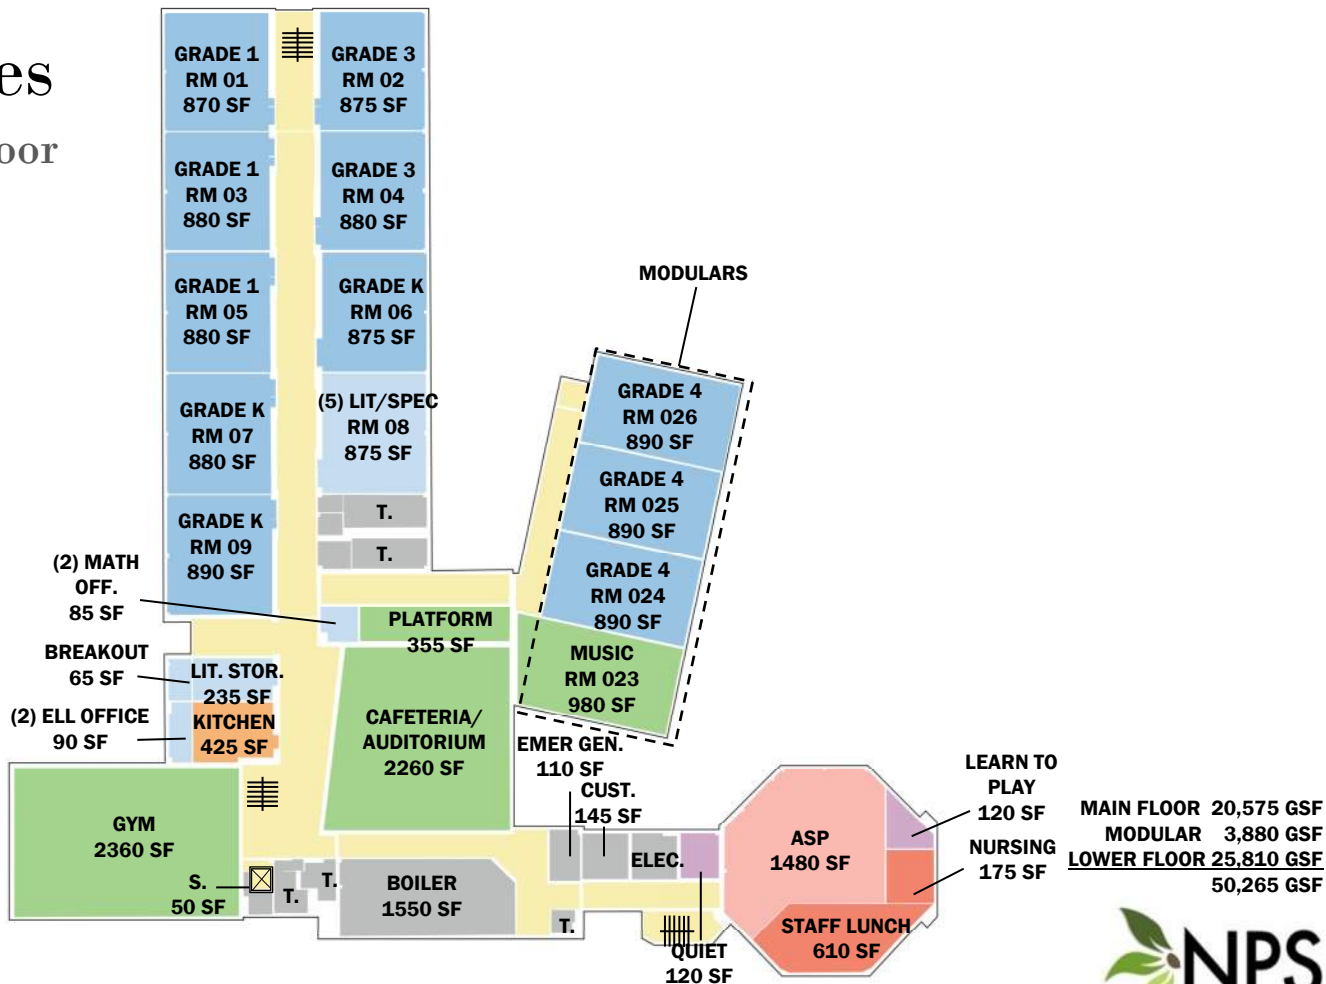 es
oor
GRADE 1
RM 01
870 SF
GRADE 3
RM 02
875 SF
GRADE 1
RM 03
880 SF
GRADE 3
RM 04
880 SF
GRADE 1
RM 05
880 SF
GRADE K
RM 06
875 SF
MODULARS
GRADE K
RM 07
880 SF
(5) LIT/SPEC
RM 08
875 SF
GRADE 4
RM 026
890 SF
GRADE 4
RM 025
890 SF
GRADE 4
RM 024
890 SF
T.
T.
GRADE K
RM 09
890 SF
(2) MATH
OFF.
85 SF
PLATFORM
355 SF
MUSIC
RM 023
980 SF
BREAKOUT
65 SF
LIT. STOR.
235 SF
(2) ELL OFFICE
90 SF
KITCHEN
425 SF
CAFETERIA/
AUDITORIUM
2260 SF
EMER GEN.
110 SF
CUST.
145 SF
LEARN TO
PLAY
120 SF
GYM
2360 SF
ELEC.
ASP
1480 SF
NURSING
175 SF
MAIN FLOOR 20,575 GSF
MODULAR 3,880 GSF
LOWER FLOOR 25,810 GSF
50,265 GSF
S.
50 SF
T.
T.
BOILER
1550 SF
T.
QUIET
120 SF
STAFF LUNCH
610 SF
NPS